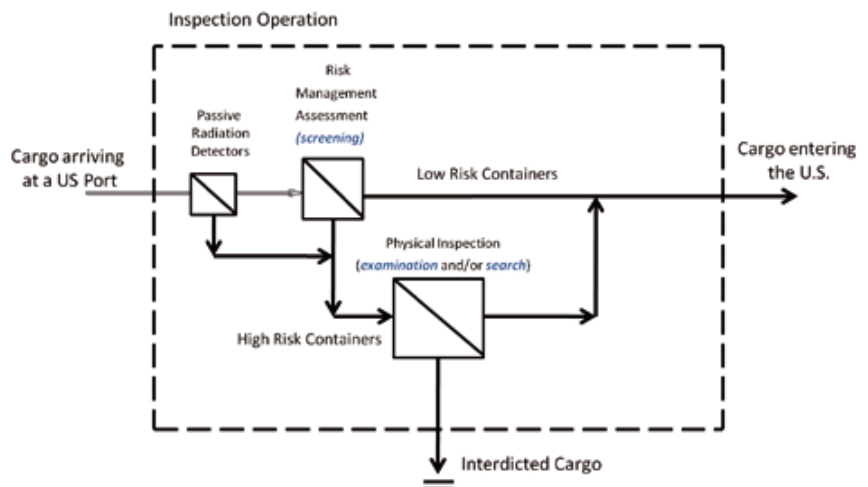 Inspection Operation
Risk
Management
Assessment
(screening)
Passive
Radiation
Detectors
Cargo arriving
at a US Port
Low Risk Containers
Cargo entering
the U.S.
Physical Inspection
(examination and/or search)
High Risk Containers
Interdicted Cargo